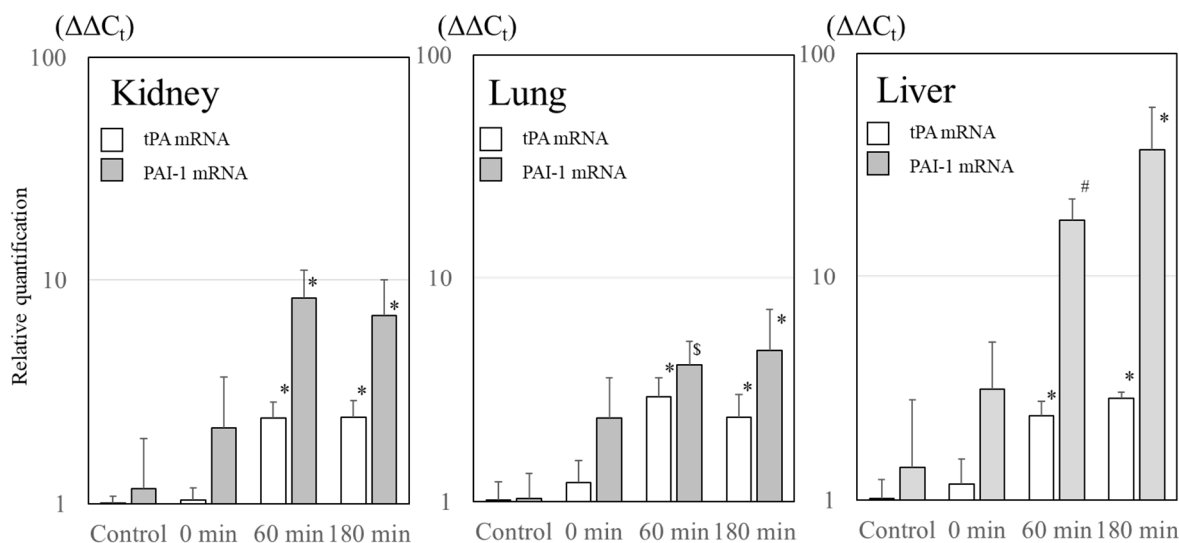 (ΔΔCt)
100
Kidney
tPA mRNA
PAI-1 mRNA
Relative quantification
10
*
*
*
*
1
Control 0 min 60 min 180 min
(ΔΔCt)
100
Lung
tPA mRNA
PAI-1 mRNA
10
*
$
*
*
1
Control 0 min 60 min 180 min
(ΔΔCt)
100
Liver
tPA mRNA
PAI-1 mRNA
*
#
10
*
*
1
Control 0 min 60 min 180 min